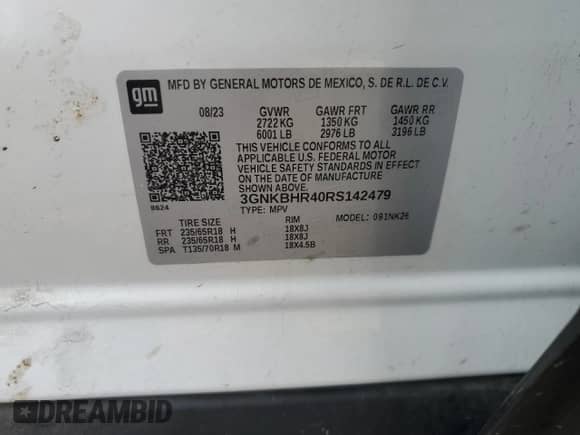 gm
MFD BY GENERAL MOTORS DE MEXICO, S. DE R.L. DE C.V.
08/23 GVWR GAWR FRT GAWR RR
2722 KG 1350 KG 1450 KG
6001 LB 2976 LB 3196 LB
THIS VEHICLE CONFORMS TO ALL
APPLICABLE U.S. FEDERAL MOTOR
VEHICLE SAFETY STANDARDS IN EFFECT ON
THE DATE OF MANUFACTURE
SHOWN ABOVE.
3GNKBHR40RS142479
0624 TYPE: MPV MODEL: 091NK26
TIRE SIZE RIM
FRT 235/65R18 H 18X8J
RR 235/65R18 H 18X8J
SPA T135/70R18 M 18X4.5B
DREAMBID